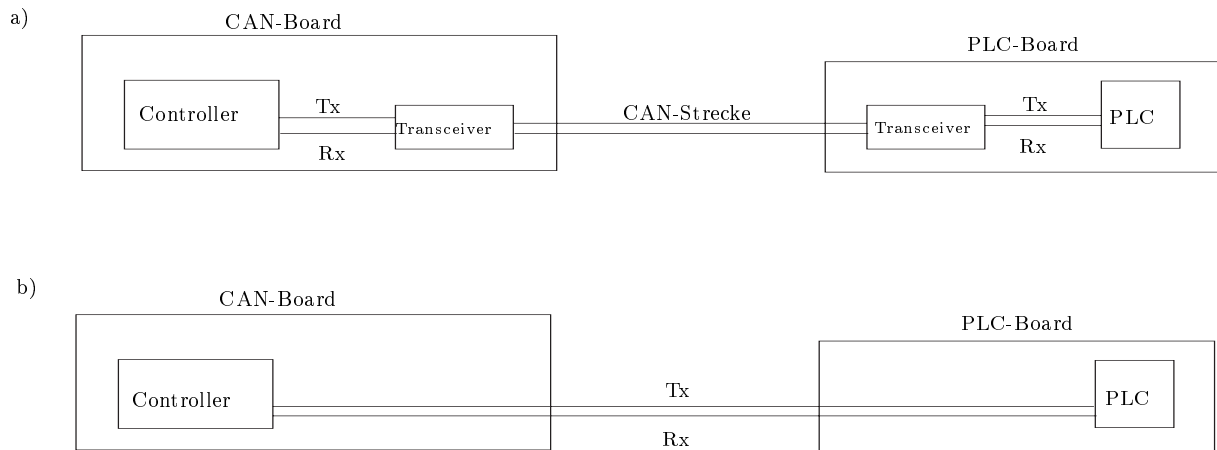 a)
CAN-Board
PLC-Board
Controller
Tx
Rx
Transceiver
CAN-Strecke
Transceiver
Tx
Rx
PLC
b)
CAN-Board
PLC-Board
Controller
Tx
Rx
PLC